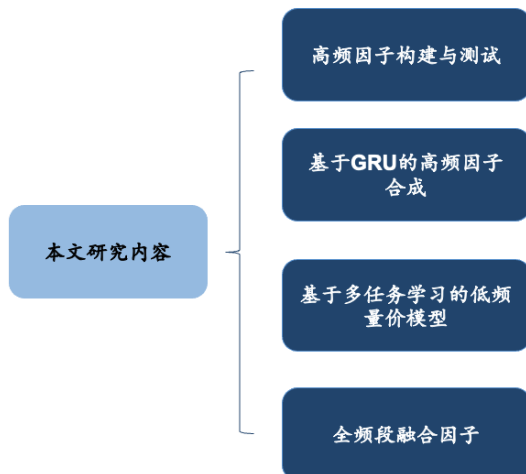 高频因子构建与测试
基于GRU的高频因子
合成
本文研究内容
基于多任务学习的低频
量价模型
全频段融合因子